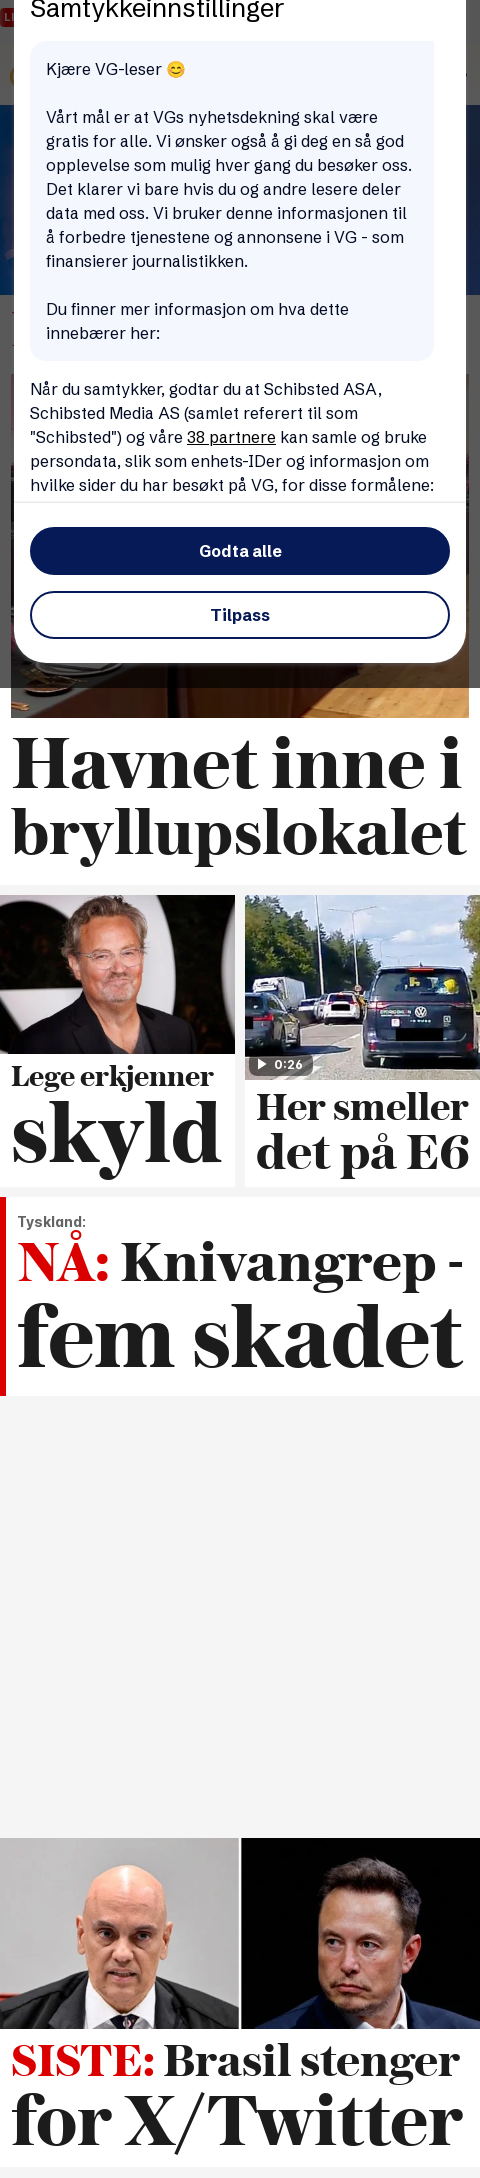 Samtykkeinnstillinger
Kjære VG-leser 😊
Vårt mål er at VGs nyhetsdekning skal være
gratis for alle. Vi ønsker også å gi deg en så god
opplevelse som mulig hver gang du besøker oss.
Det klarer vi bare hvis du og andre lesere deler
data med oss. Vi bruker denne informasjonen til
å forbedre tjenestene og annonsene i VG - som
finansierer journalistikken.
Du finner mer informasjon om hva dette
innebærer her:
Når du samtykker, godtar du at Schibsted ASA,
Schibsted Media AS (samlet referert til som
"Schibsted") og våre 38 partnere kan samle og bruke
persondata, slik som enhets-IDer og informasjon om
hvilke sider du har besøkt på VG, for disse formålene:
Godta alle
Tilpass
Havnet inne i
bryllupslokalet
Lege erkjenner
skyld
0:26
Her smeller
det på E6
Tyskland:
NÅ: Knivangrep -
fem skadet
SISTE: Brasil stenger
for X/Twitter